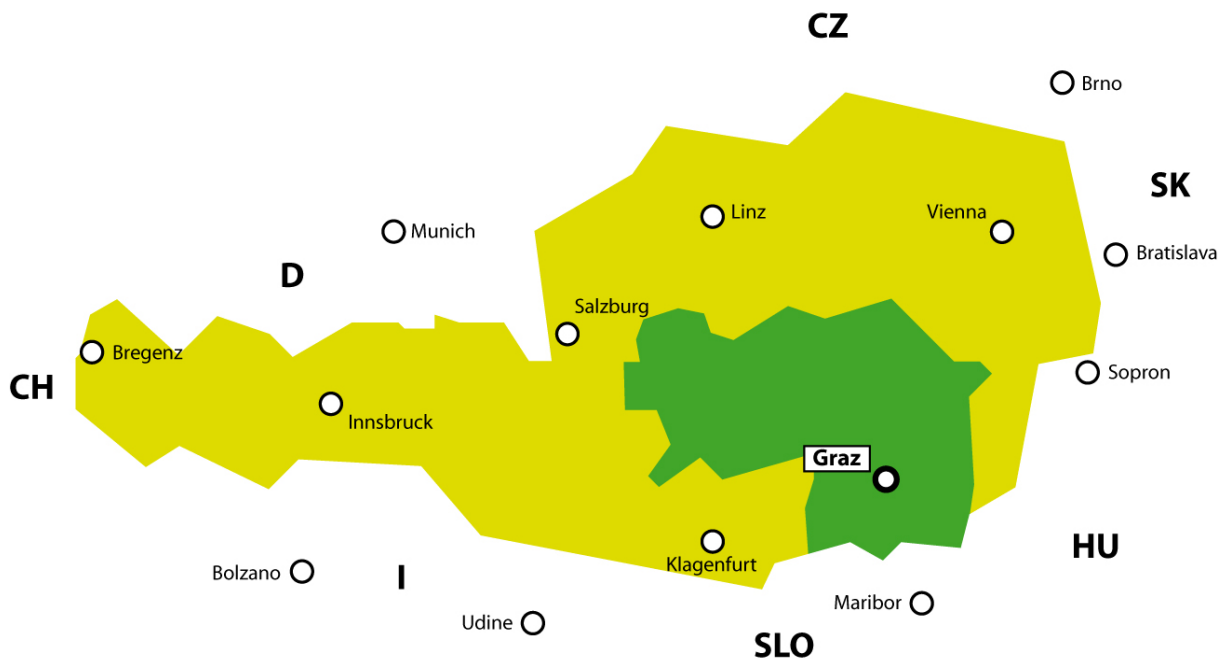 CZ
Brno
SK
Linz
Vienna
Munich
Bratislava
D
Salzburg
Bregenz
Sopron
CH
Innsbruck
Graz
HU
Klagenfurt
Bolzano
I
Maribor
Udine
SLO